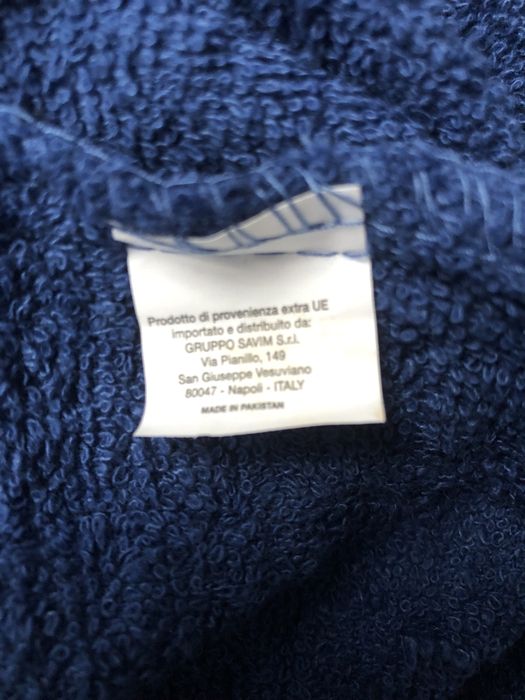 Prodotto di provenienza extra UE
importato e distribuito da:
GRUPPO SAVIM S.r.l.
Via Pianillo, 149
San Giuseppe Vesuviano
80047 - Napoli - ITALY
MADE IN PAKISTAN